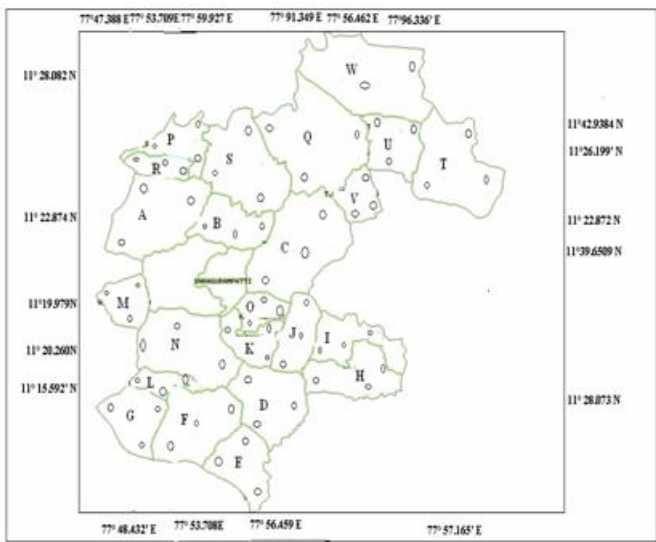 77°47.388 E 77° 53.709E 77° 59.927 E 77° 91.349 E 77° 56.462 E 77°96.336' E
11° 28.082 N
W
11°42.9384 N
P
Q
U
11°26.199' N
R
S
T
A
V
11° 22.874 N
B
11° 22.872 N
C
11°39.6509 N
M
O
11°19.979N
J
I
N
K
11° 20.260N
H
L
11° 15.592' N
D
G
F
11° 28.073 N
E
77° 48.432' E 77° 53.708E 77° 56.459 E 77° 57.165' E